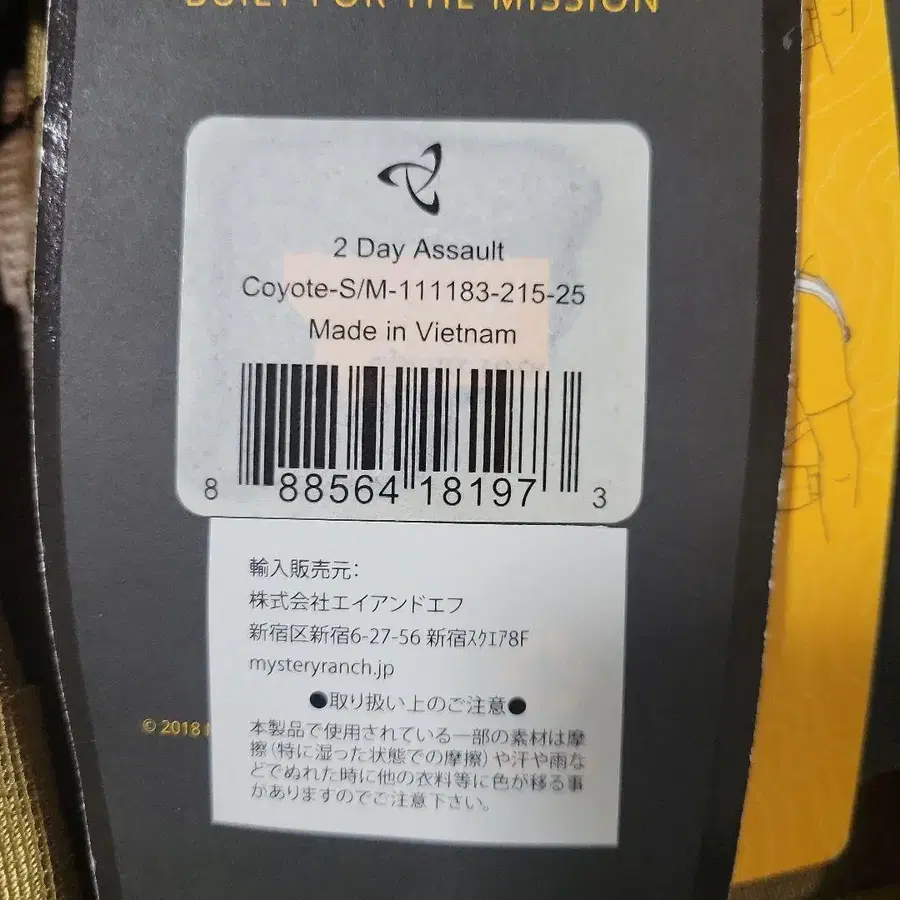 BUILT FOR THE MISSION
2 Day Assault
Coyote-S/M-111183-215-25
Made in Vietnam
8 88564 18197 3
輸入販売元:
株式会社エイアンドエフ
新宿区新宿6-27-56 新宿ｽｸｴｱ8F
mysteryranch.jp
●取り扱い上のご注意●
本製品で使用されている一部の素材は摩
擦(特に湿った状態での摩擦)や汗や雨な
どでぬれた時に他の衣料等に色が移る事
がありますのでご注意下さい。
© 2018